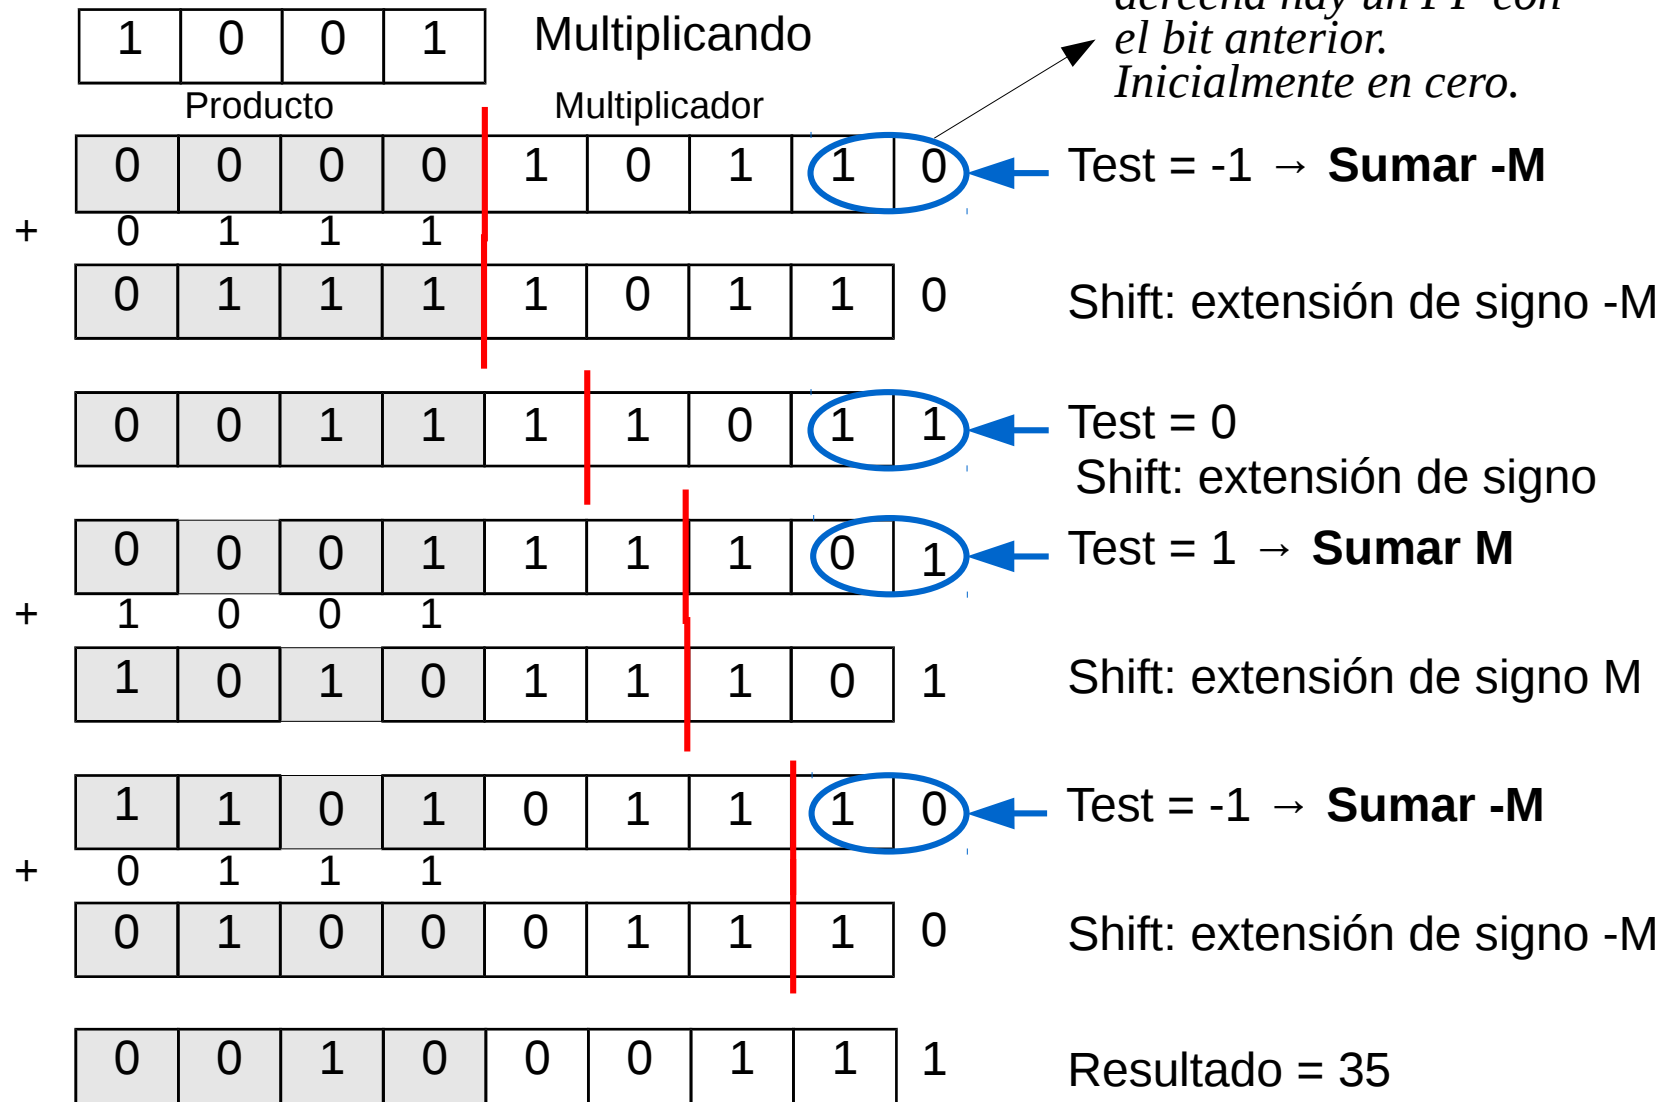 derecha hay un FF con
1 0 0 1 Multiplicando
el bit anterior.
Inicialmente en cero.
Producto Multiplicador
0 0 0 0 1 0 1 1 0 Test = -1 → Sumar -M
+ 0 1 1 1
0 1 1 1 1 0 1 1 0 Shift: extensión de signo -M
0 0 1 1 1 1 0 1 1 Test = 0
Shift: extensión de signo
0 0 0 1 1 1 1 0 1 Test = 1 → Sumar M
+ 1 0 0 1
1 0 1 0 1 1 1 0 1 Shift: extensión de signo M
1 1 0 1 0 1 1 1 0 Test = -1 → Sumar -M
+ 0 1 1 1
0 1 0 0 0 1 1 1 0 Shift: extensión de signo -M
0 0 1 0 0 0 1 1 1 Resultado = 35